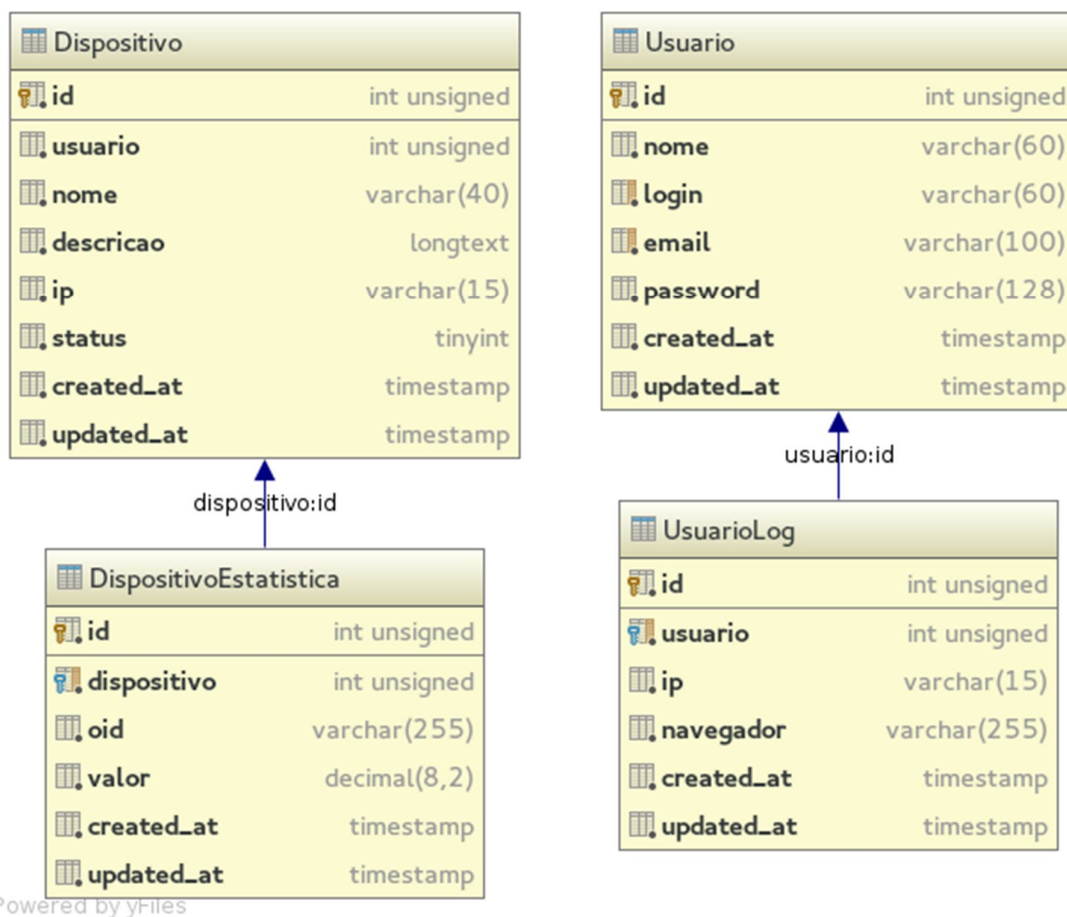 Dispositivo
id int unsigned
usuario int unsigned
nome varchar(40)
descricao longtext
ip varchar(15)
status tinyint
created_at timestamp
updated_at timestamp
dispositivo:id
DispositivoEstatistica
id int unsigned
dispositivo int unsigned
oid varchar(255)
valor decimal(8,2)
created_at timestamp
updated_at timestamp
Usuario
id int unsigned
nome varchar(60)
login varchar(60)
email varchar(100)
password varchar(128)
created_at timestamp
updated_at timestamp
usuario:id
UsuarioLog
id int unsigned
usuario int unsigned
ip varchar(15)
navegador varchar(255)
created_at timestamp
updated_at timestamp
Powered by yFiles